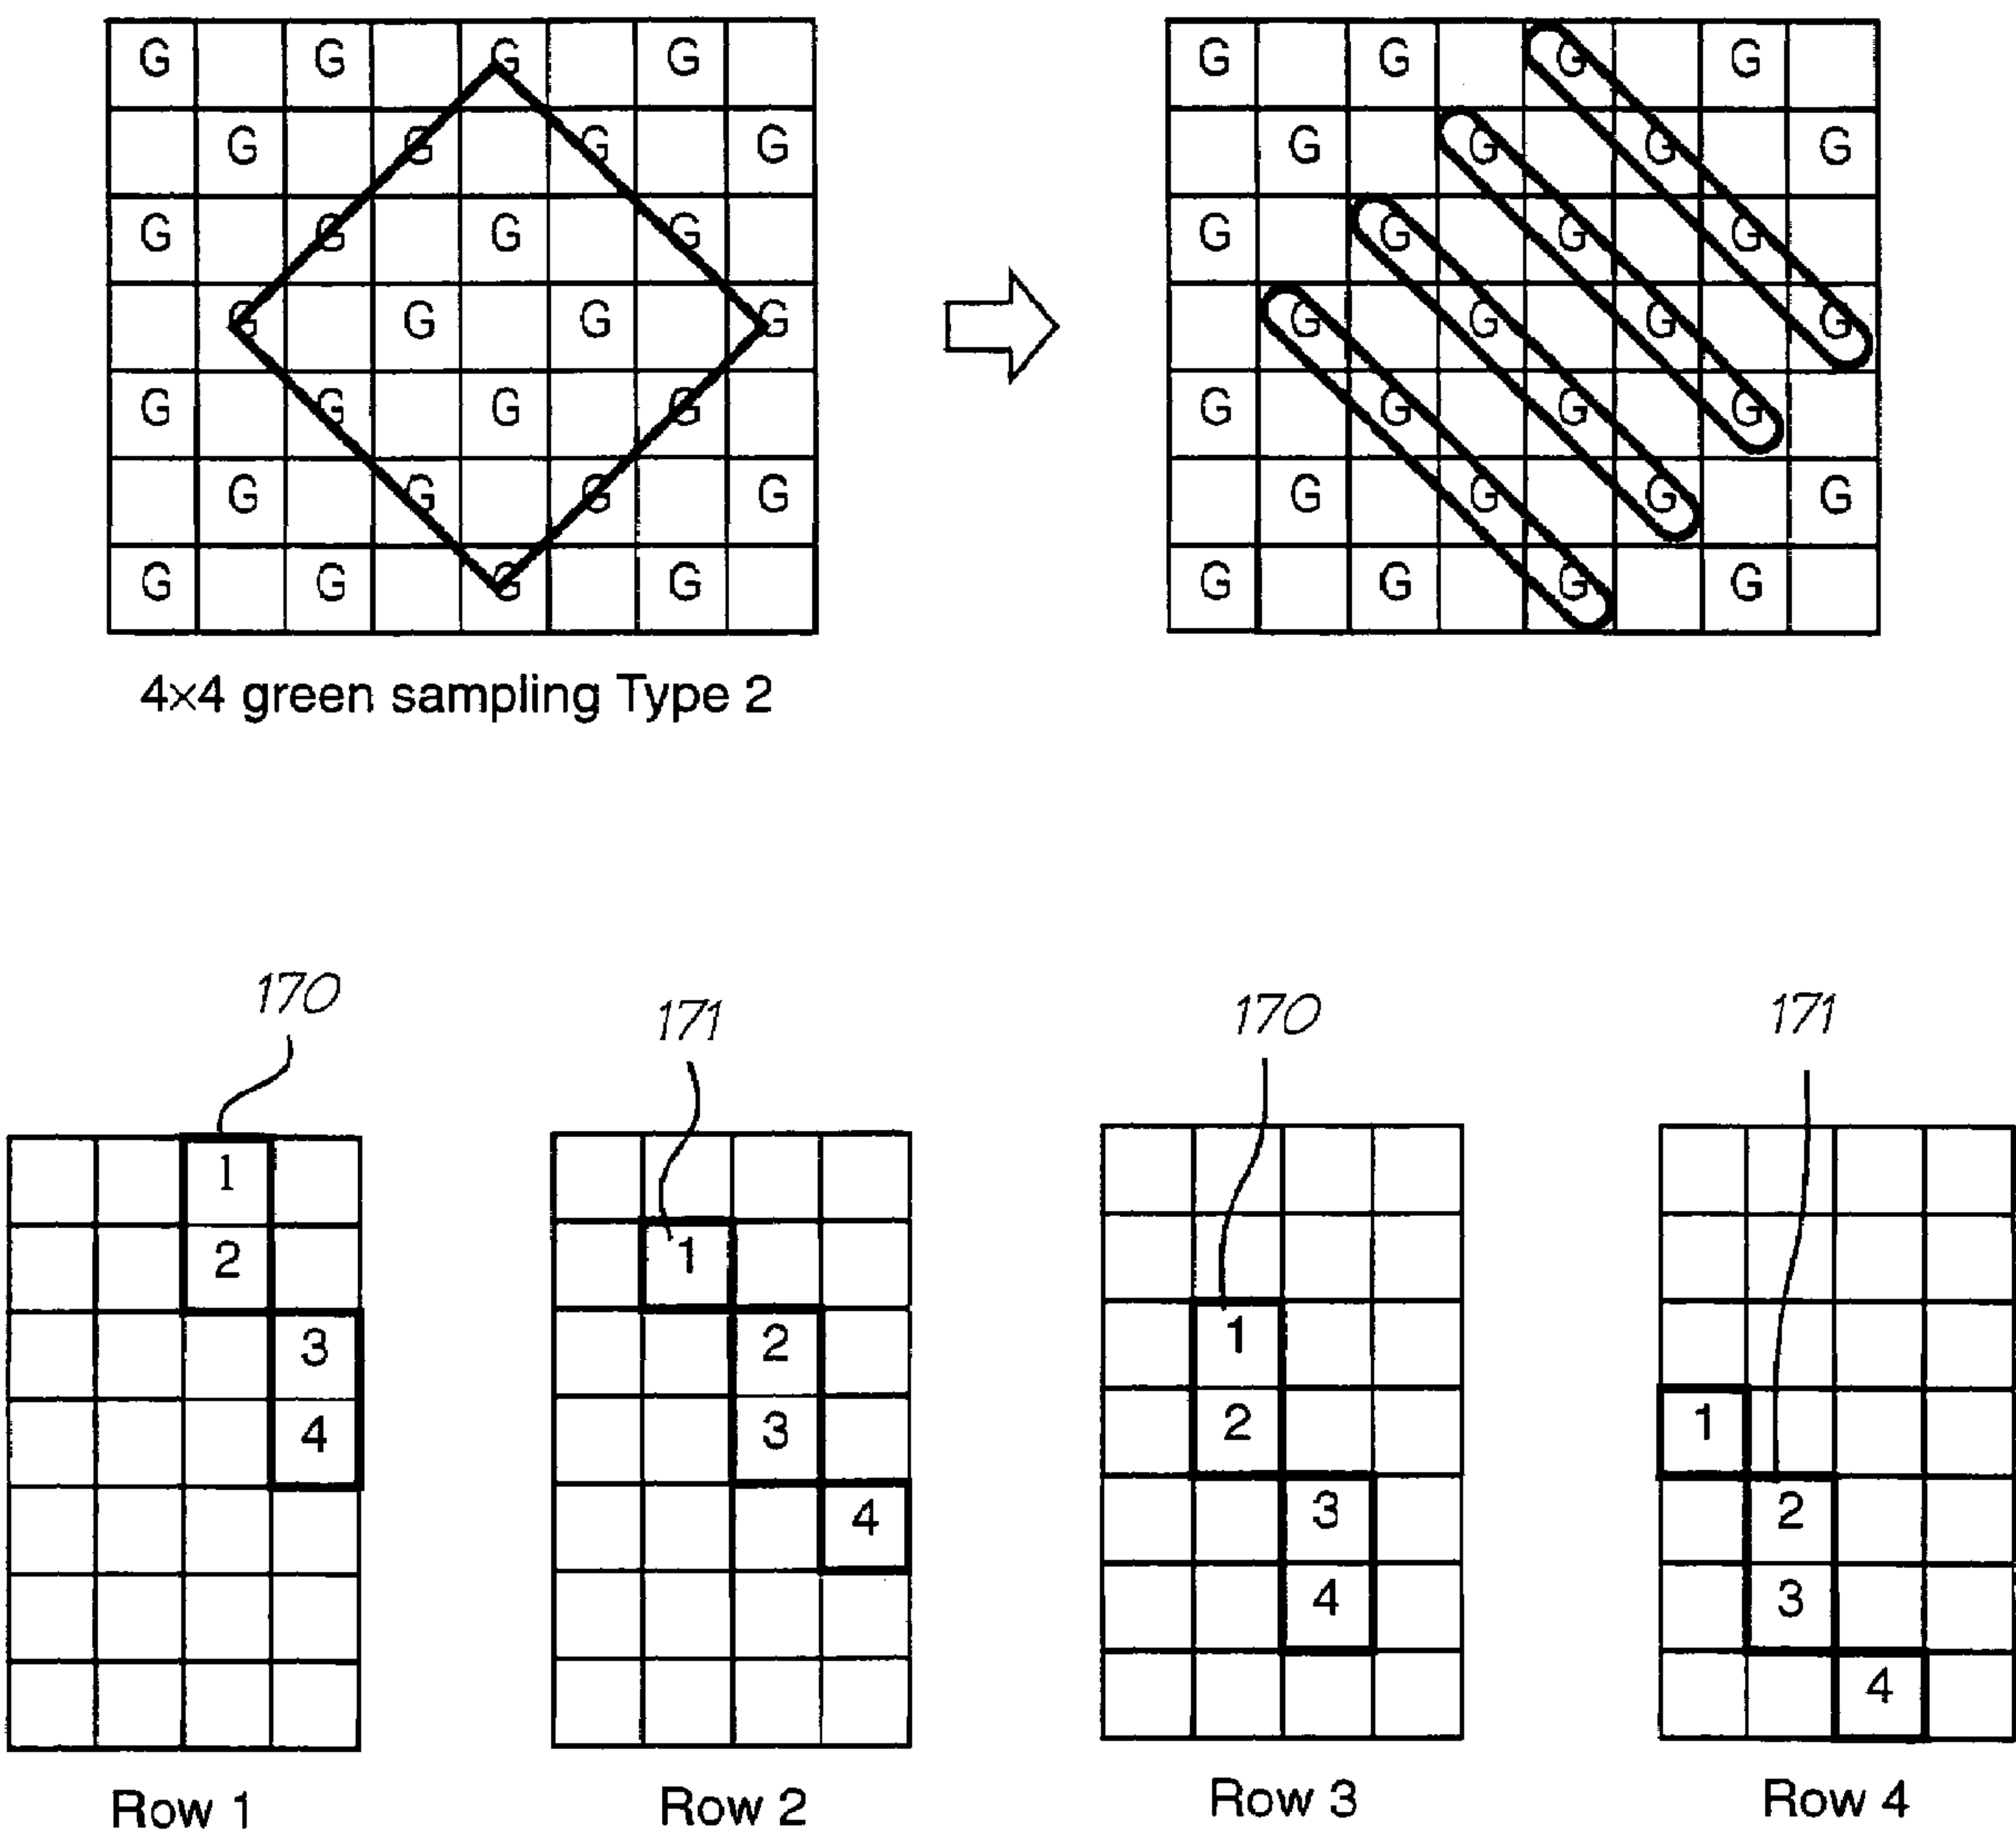 G G G G G G G G
G G G G G G G G
G G G G G G G G
G G G G G G G G
G G G G G G G G
G G G G G G G G
G G G G G G G G
4×4 green sampling Type 2
170 171 170 171
1
2 1
3 2 1
4 3 2 1
4 3 2
4 3
4
Row 1 Row 2 Row 3 Row 4